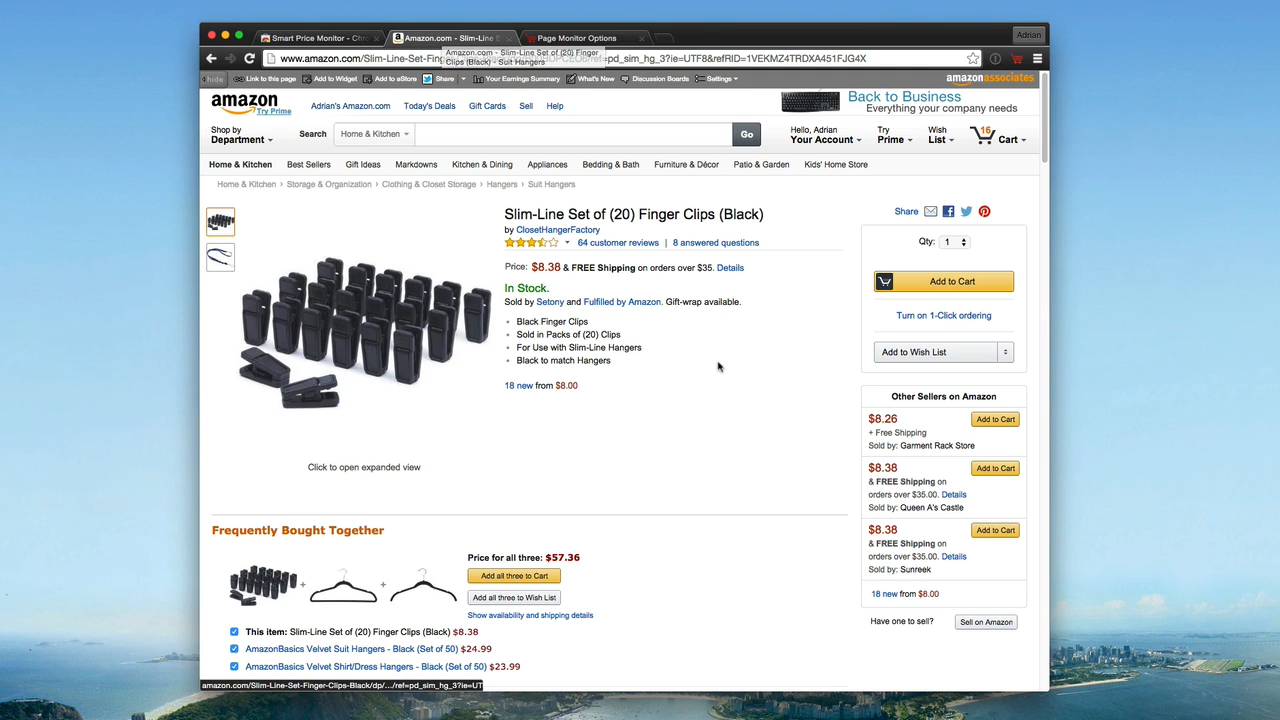 Smart Price Monitor - Chro
Amazon.com - Slim-Line S
Page Monitor Options
Adrian
www.amazon.com/Slim-Line-Set-Fing
ref=pd_sim_hg_3?ie=UTF8&refRID=1VEKMZ4TRDXA451FJG4X
Amazon.com - Slim-Line Set of (20) Finger
Clips (Black) - Suit Hangers
hide
Link to this page
Add to Widget
Add to aStore
Share
Your Earnings Summary
What's New
Discussion Boards
Settings
amazonassociates
amazon
Try Prime
Adrian's Amazon.com
Today's Deals
Gift Cards
Sell
Help
Back to Business
Everything your company needs
Shop by
Department
Search
Home & Kitchen
Go
Hello, Adrian
Your Account
Try
Prime
Wish
List
16
Cart
Home & Kitchen
Best Sellers
Gift Ideas
Markdowns
Kitchen & Dining
Appliances
Bedding & Bath
Furniture & Décor
Patio & Garden
Kids' Home Store
Home & Kitchen › Storage & Organization › Clothing & Closet Storage › Hangers › Suit Hangers
Slim-Line Set of (20) Finger Clips (Black)
by ClosetHangerFactory
64 customer reviews | 8 answered questions
Price: $8.38 & FREE Shipping on orders over $35. Details
In Stock.
Sold by Setony and Fulfilled by Amazon. Gift-wrap available.
Black Finger Clips
Sold in Packs of (20) Clips
For Use with Slim-Line Hangers
Black to match Hangers
18 new from $8.00
Click to open expanded view
Share
Qty: 1
Add to Cart
Turn on 1-Click ordering
Add to Wish List
Other Sellers on Amazon
$8.26
Add to Cart
+ Free Shipping
Sold by: Garment Rack Store
$8.38
Add to Cart
& FREE Shipping on
orders over $35.00. Details
Sold by: Queen A's Castle
$8.38
Add to Cart
& FREE Shipping on
orders over $35.00. Details
Sold by: Sunreek
18 new from $8.00
Have one to sell?
Sell on Amazon
Frequently Bought Together
Price for all three: $57.36
Add all three to Cart
Add all three to Wish List
Show availability and shipping details
This item: Slim-Line Set of (20) Finger Clips (Black) $8.38
AmazonBasics Velvet Suit Hangers - Black (Set of 50) $24.99
AmazonBasics Velvet Shirt/Dress Hangers - Black (Set of 50) $23.99
amazon.com/Slim-Line-Set-Finger-Clips-Black/dp/.../ref=pd_sim_hg_3?ie=UT